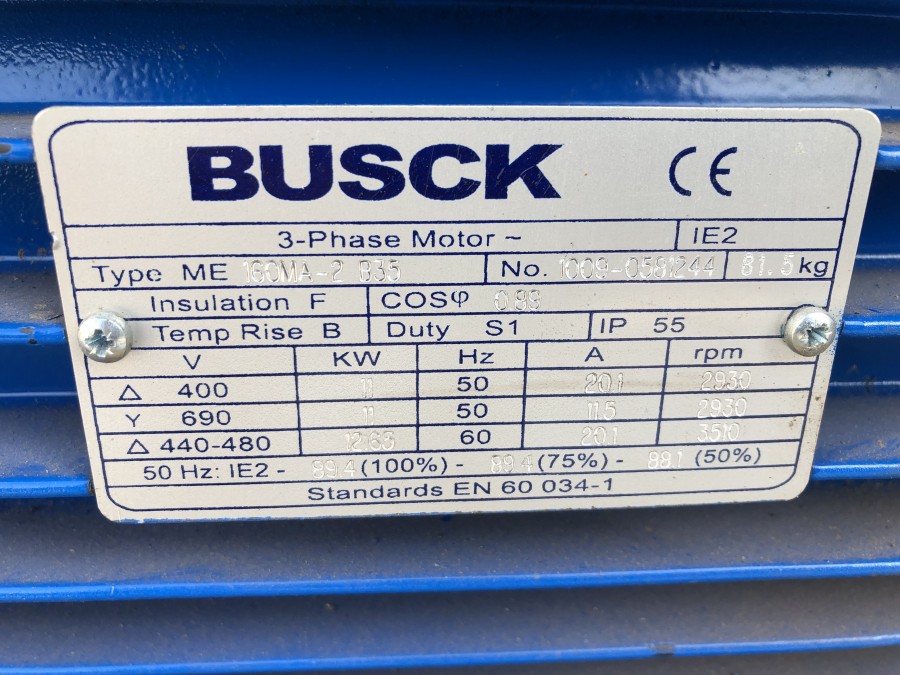 BUSCK CE
3-Phase Motor ~ IE2
Type ME 160MA-2 B35 No. 1009-0581244 81.5 kg
Insulation F COSφ 0.89
Temp Rise B Duty S1 IP 55
V KW Hz A rpm
Δ 400 11 50 20.1 2930
Y 690 11 50 11.5 2930
Δ 440-480 12.63 60 20.1 3510
50 Hz: IE2 - 89.4 (100%) - 89.4 (75%) - 88.1 (50%)
Standards EN 60 034-1